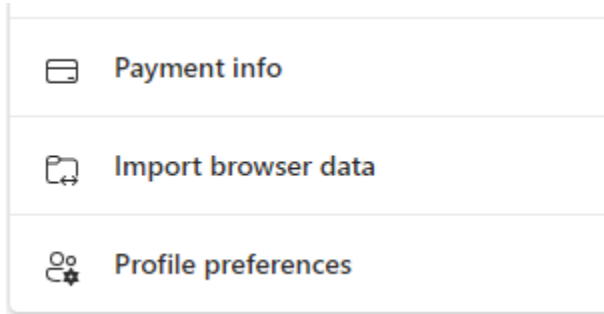 Payment info
Import browser data
Profile preferences